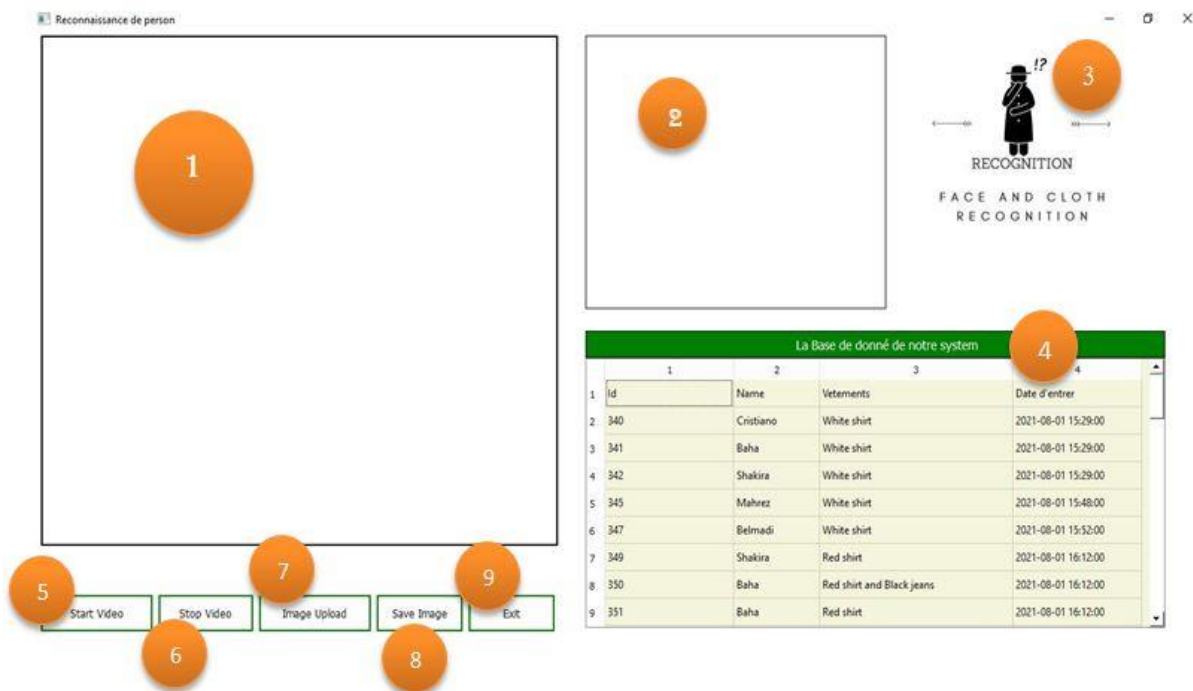 Reconnaissance de person
1
2
3
!?
RECOGNITION
FACE AND CLOTH
RECOGNITION
La Base de donné de notre system
4
1 2 3 4
1 Id Name Vetements Date d'entrer
2 340 Cristiano White shirt 2021-08-01 15:29:00
3 341 Baha White shirt 2021-08-01 15:29:00
4 342 Shakira White shirt 2021-08-01 15:29:00
5 345 Mahrez White shirt 2021-08-01 15:48:00
6 347 Belmadi White shirt 2021-08-01 15:52:00
7 349 Shakira Red shirt 2021-08-01 16:12:00
8 350 Baha Red shirt and Black jeans 2021-08-01 16:12:00
9 351 Baha Red shirt 2021-08-01 16:12:00
5
6
7
8
9
Start Video
Stop Video
Image Upload
Save Image
Exit